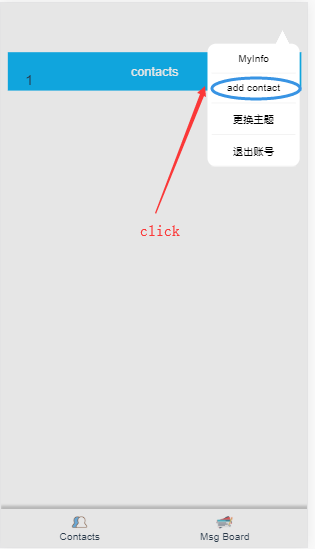 MyInfo
contacts
1
add contact
更换主题
退出账号
click
Contacts
Msg Board